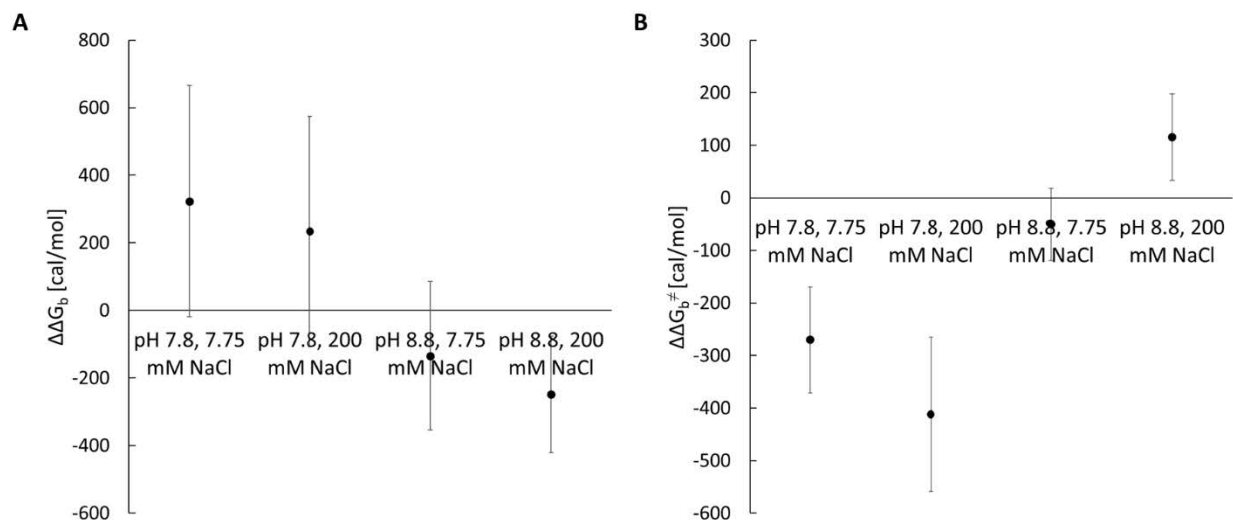 A
ΔΔG_b [cal/mol]
800
600
400
200
0
-200
-400
-600
pH 7.8, 7.75
mM NaCl
pH 7.8, 200
mM NaCl
pH 8.8, 7.75
mM NaCl
pH 8.8, 200
mM NaCl
B
ΔΔG_b^≠ [cal/mol]
300
200
100
0
-100
-200
-300
-400
-500
-600
pH 7.8, 7.75
mM NaCl
pH 7.8, 200
mM NaCl
pH 8.8, 7.75
mM NaCl
pH 8.8, 200
mM NaCl